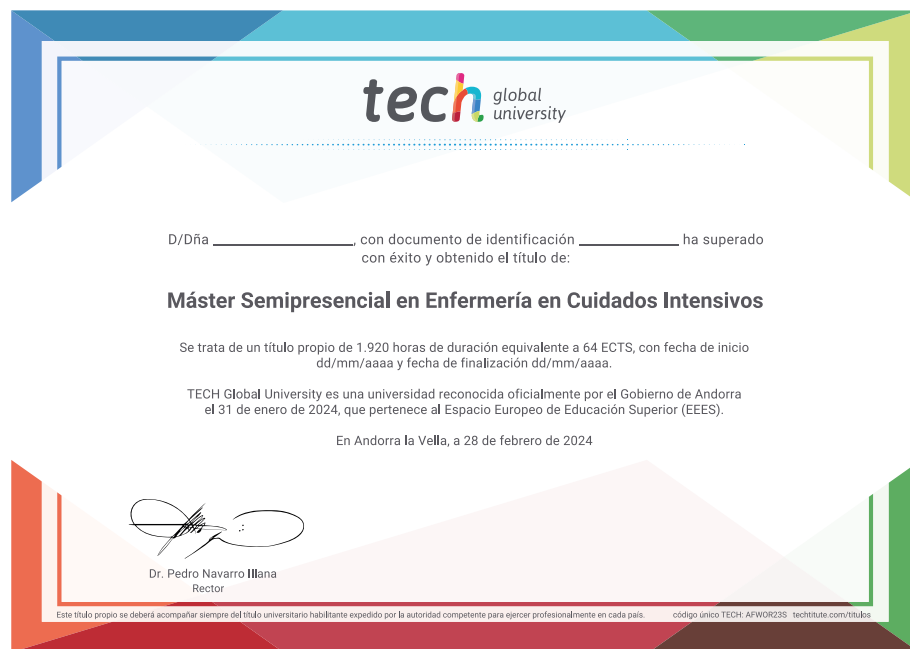 tech global university
D/Dña ____________, con documento de identificación ____________ ha superado
con éxito y obtenido el título de:
Máster Semipresencial en Enfermería en Cuidados Intensivos
Se trata de un título propio de 1.920 horas de duración equivalente a 64 ECTS, con fecha de inicio
dd/mm/aaaa y fecha de finalización dd/mm/aaaa.
TECH Global University es una universidad reconocida oficialmente por el Gobierno de Andorra
el 31 de enero de 2024, que pertenece al Espacio Europeo de Educación Superior (EEES).
En Andorra la Vella, a 28 de febrero de 2024
Dr. Pedro Navarro Illana
Rector
Este título propio se deberá acompañar siempre del título universitario habilitante expedido por la autoridad competente para ejercer profesionalmente en cada país. código único TECH: AFWOR23S techtitute.com/titulos